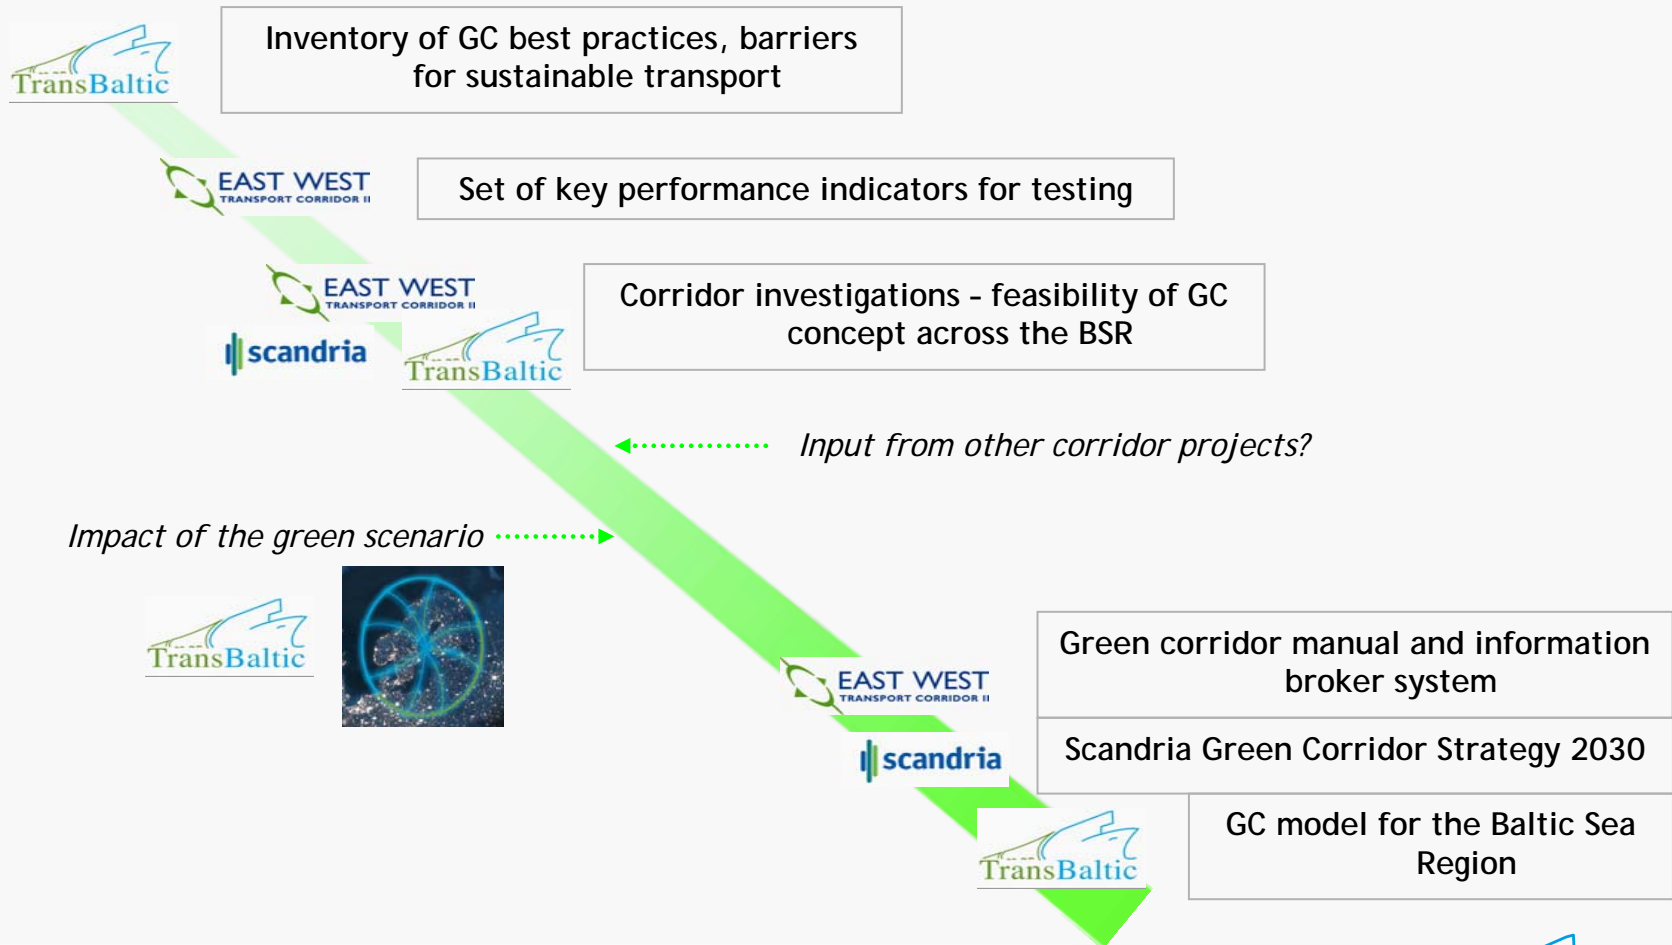 TransBaltic
Inventory of GC best practices, barriers
for sustainable transport
EAST WEST
TRANSPORT CORRIDOR II
Set of key performance indicators for testing
EAST WEST
TRANSPORT CORRIDOR II
scandria
TransBaltic
Corridor investigations - feasibility of GC
concept across the BSR
Input from other corridor projects?
Impact of the green scenario
TransBaltic
EAST WEST
TRANSPORT CORRIDOR II
Green corridor manual and information
broker system
scandria
Scandria Green Corridor Strategy 2030
TransBaltic
GC model for the Baltic Sea
Region